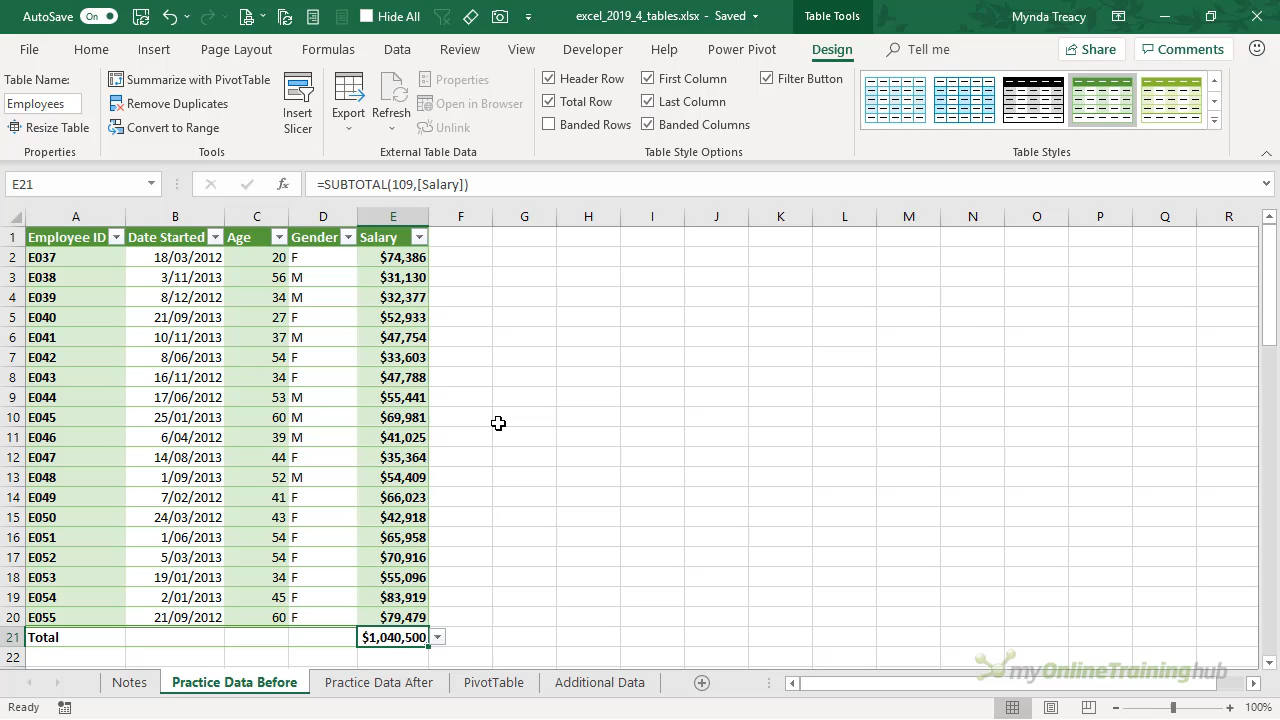 AutoSave On Hide All excel_2019_4_tables.xlsx - Saved Table Tools Mynda Treacy
File Home Insert Page Layout Formulas Data Review View Developer Help Power Pivot Design Tell me Share Comments
Table Name: Summarize with PivotTable Properties Header Row First Column Filter Button
Employees Remove Duplicates Insert Slicer Export Refresh Open in Browser Total Row Last Column
Resize Table Convert to Range Unlink Banded Rows Banded Columns
Properties Tools External Table Data Table Style Options Table Styles
E21 fx =SUBTOTAL(109,[Salary])
A B C D E F G H I J K L M N O P Q R
1 Employee ID Date Started Age Gender Salary
2 E037 18/03/2012 20 F $74,386
3 E038 3/11/2013 56 M $31,130
4 E039 8/12/2012 34 M $32,377
5 E040 21/09/2013 27 F $52,933
6 E041 10/11/2013 37 M $47,754
7 E042 8/06/2013 54 F $33,603
8 E043 16/11/2012 34 F $47,788
9 E044 17/06/2012 53 M $55,441
10 E045 25/01/2013 60 M $69,981
11 E046 6/04/2012 39 M $41,025
12 E047 14/08/2013 44 F $35,364
13 E048 1/09/2013 52 M $54,409
14 E049 7/02/2012 41 F $66,023
15 E050 24/03/2012 43 F $42,918
16 E051 1/06/2013 54 F $65,958
17 E052 5/03/2013 54 F $70,916
18 E053 19/01/2013 34 F $55,096
19 E054 2/01/2013 45 F $83,919
20 E055 21/09/2012 60 F $79,479
21 Total $1,040,500
22
myOnlineTraininghub
Notes Practice Data Before Practice Data After PivotTable Additional Data
Ready 100%